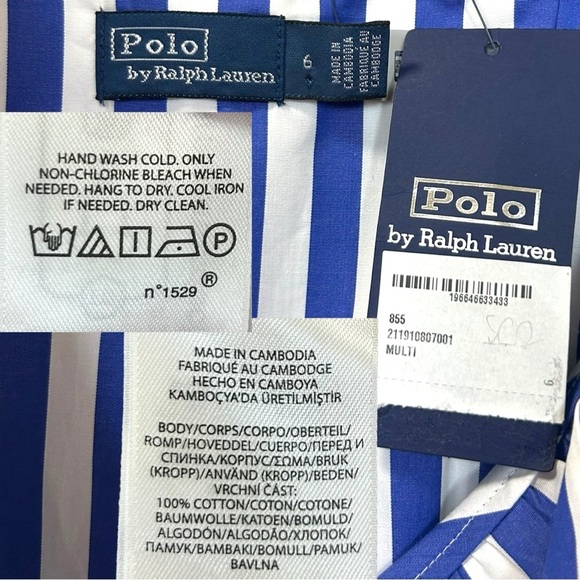 Polo
by Ralph Lauren
6
MADE IN
CAMBODIA
FABRIQUÉ AU
CAMBODGE
HAND WASH COLD. ONLY
NON-CHLORINE BLEACH WHEN
NEEDED. HANG TO DRY. COOL IRON
IF NEEDED. DRY CLEAN.
P
n°1529 ®
Polo
by Ralph Lauren
196646633433
855
211910807001
MULTI
6
MADE IN CAMBODIA
FABRIQUÉ AU CAMBODGE
HECHO EN CAMBOYA
KAMBOÇYA'DA ÜRETİLMİŞTİR
BODY/CORPS/CORPO/OBERTEIL/
ROMP/HOVEDDEL/CUERPO/ПЕРЕД И
СПИНКА/КОРПУС/ΣΩΜΑ/BRUK
(KROPP)/ANVÄND (KROPP)/BEDEN/
VRCHNÍ ČÁST:
100% COTTON/COTON/COTONE/
BAUMWOLLE/KATOEN/BOMULD/
ALGODÓN/ALGODÃO/ХЛОПОК/
ПАМУК/BAMBAKI/BOMULL/PAMUK/
BAVLNA